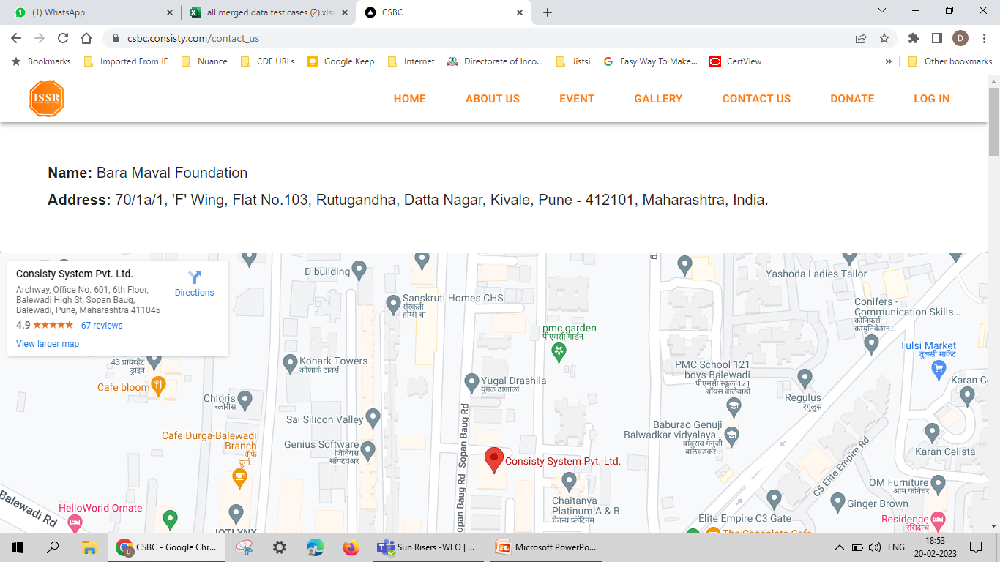 (1) WhatsApp
all merged data test cases (2).xls
CSBC
csbc.consisty.com/contact_us
D
Bookmarks
Imported From IE
Nuance
CDE URLs
Google Keep
Internet
Directorate of Inco...
Jistsi
Easy Way To Make...
CertView
»
Other bookmarks
ISSR
HOME
ABOUT US
EVENT
GALLERY
CONTACT US
DONATE
LOG IN
Name: Bara Maval Foundation
Address: 70/1a/1, 'F' Wing, Flat No.103, Rutugandha, Datta Nagar, Kivale, Pune - 412101, Maharashtra, India.
Consisty System Pvt. Ltd.
Archway, Office No. 601, 6th Floor,
Balewadi High St, Sopan Baug,
Balewadi, Pune, Maharashtra 411045
4.9
67 reviews
Directions
View larger map
D building
Sanskruti Homes CHS
संस्कृती
होम्स चा
Yashoda Ladies Tailor
Conifers -
Communication Skills...
कोनिफर्स -
कम्युनिकेशन...
pmc garden
पीएमसी गार्डन
Tulsi Market
तुलसी मार्केट
43 प्रायव्हेट
ड्राइव
Konark Towers
कोणार्क टॉवर्स
PMC School 121
boys Balewadi
पीएमसी स्कूल 121
बॉयस बालेवाडी
Cafe bloom
Yugal Drashila
युगल द्राक्षाला
Karan C
Chloris
च्लोरीस
Regulus
रेगुलूस
Sai Silicon Valley
Baburao Genuji
Balwadkar vidyalaya...
बाबुराव गेनूजी
बालवडकर...
Cafe Durga-Balewadi
Branch
कॅफे
दुर्गा...
Genius Software
जिनियस
सॉफ्टवेअर
Sopan Baug Rd
Sopan Baug Rd
Consisty System Pvt. Ltd.
Karan Celista
C5 Elite Empire Rd
OM Furniture
ओम फर्निचर
Balewadi Rd
HelloWorld Ornate
Chaitanya
Platinum A & B
चैतन्य प्लॅटिनम
Ginger Brown
Elite Empire C3 Gate
Residence
रेसिदेन्चे
IOTLYNX
The Chocolate Cafe
CSBC - Google Chr...
Sun Risers -WFO | ...
Microsoft PowerPo...
ENG
18:53
20-02-2023